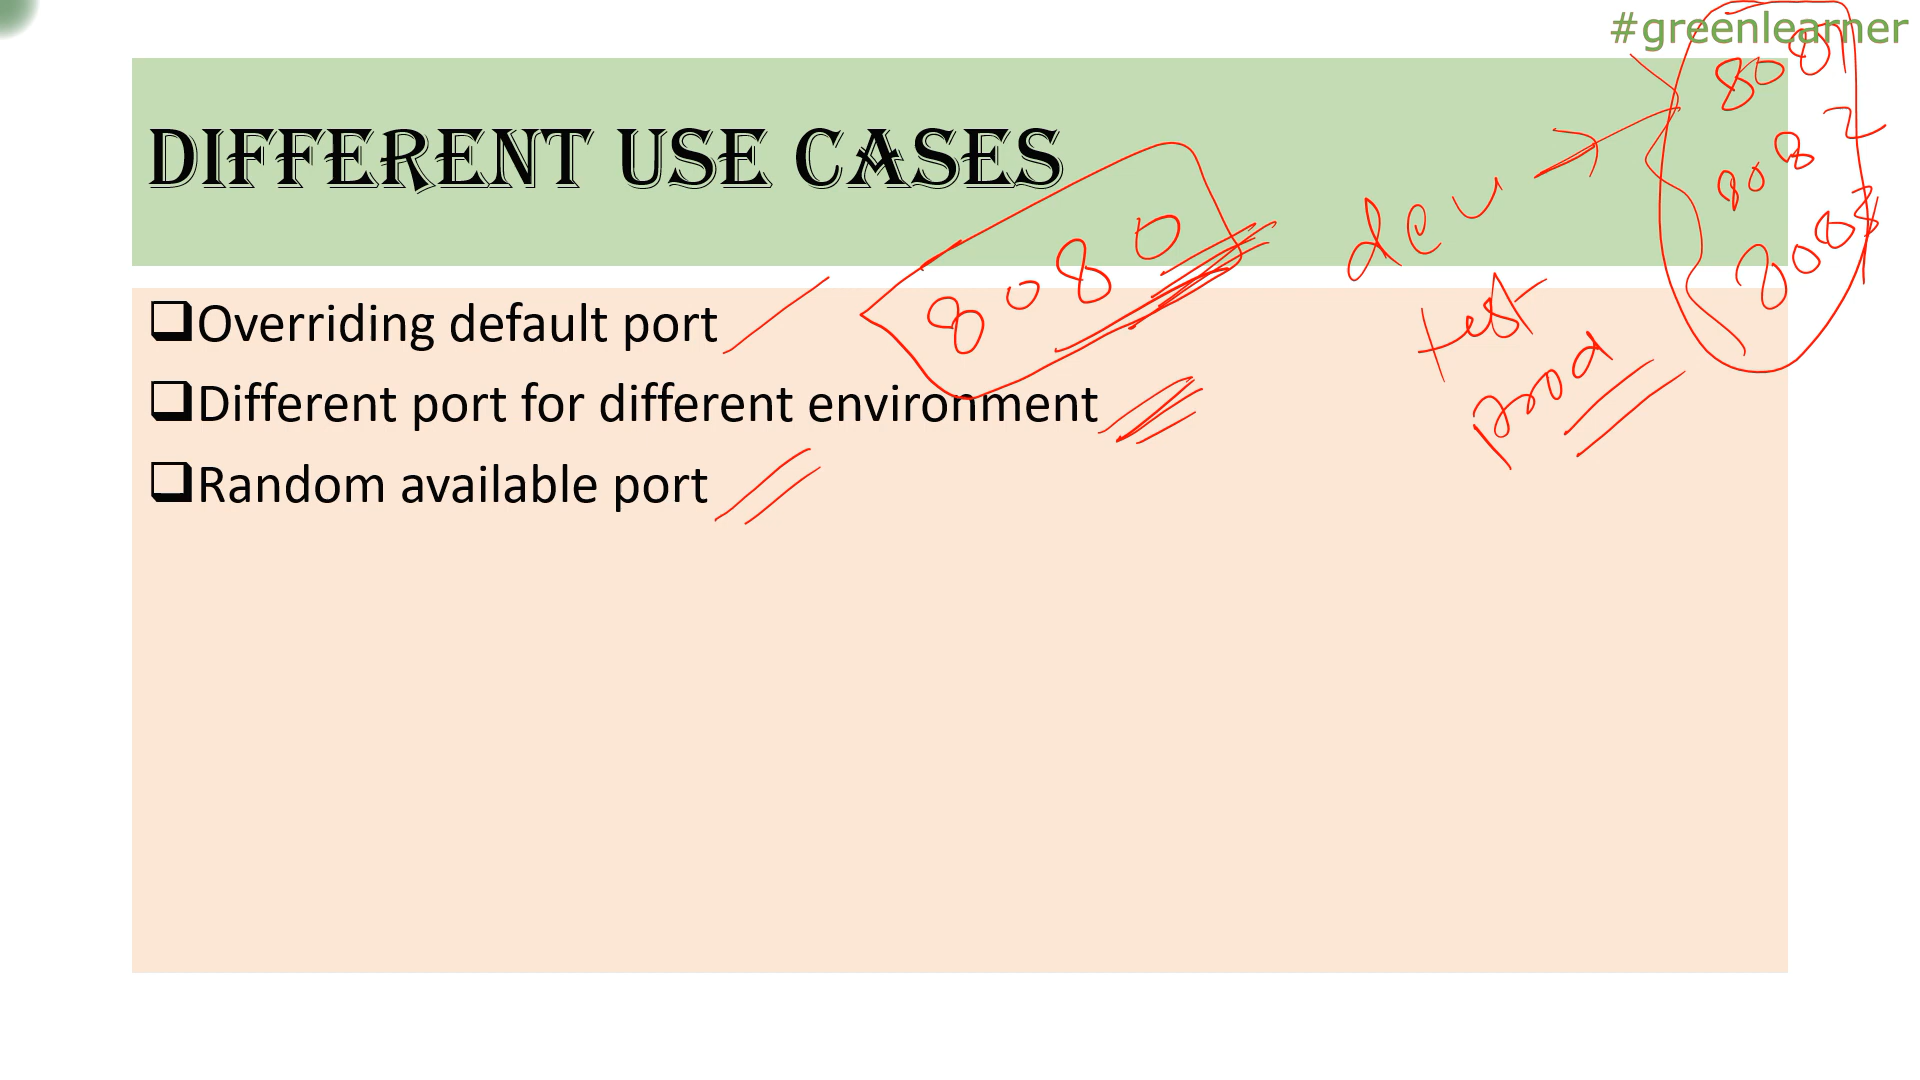 #greenlearner
DIFFERENT USE CASES
8080
dev
8081
8082
8083
test
prod
❑Overriding default port
❑Different port for different environment
❑Random available port